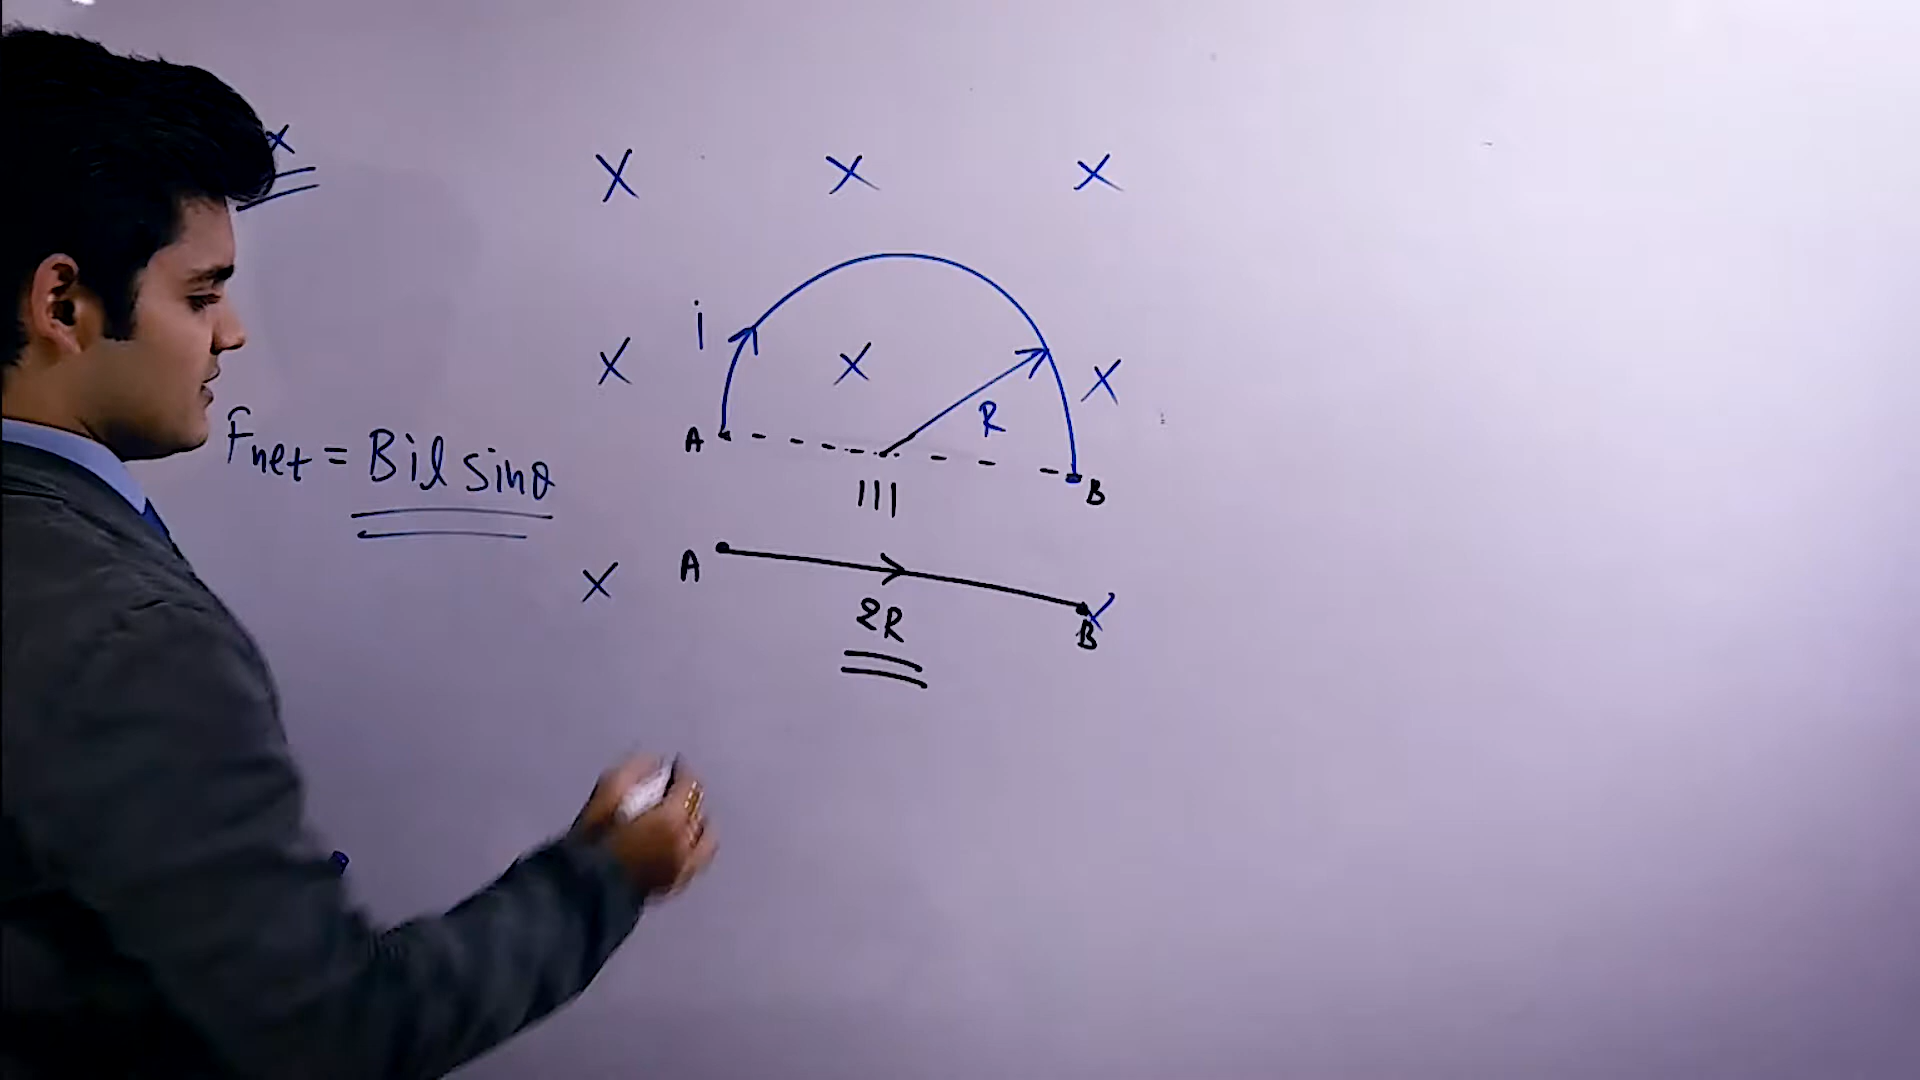 x
X X X
i
X X X
R
A
B
Fnet = Bil sinθ
|||
A
X X
2R
B